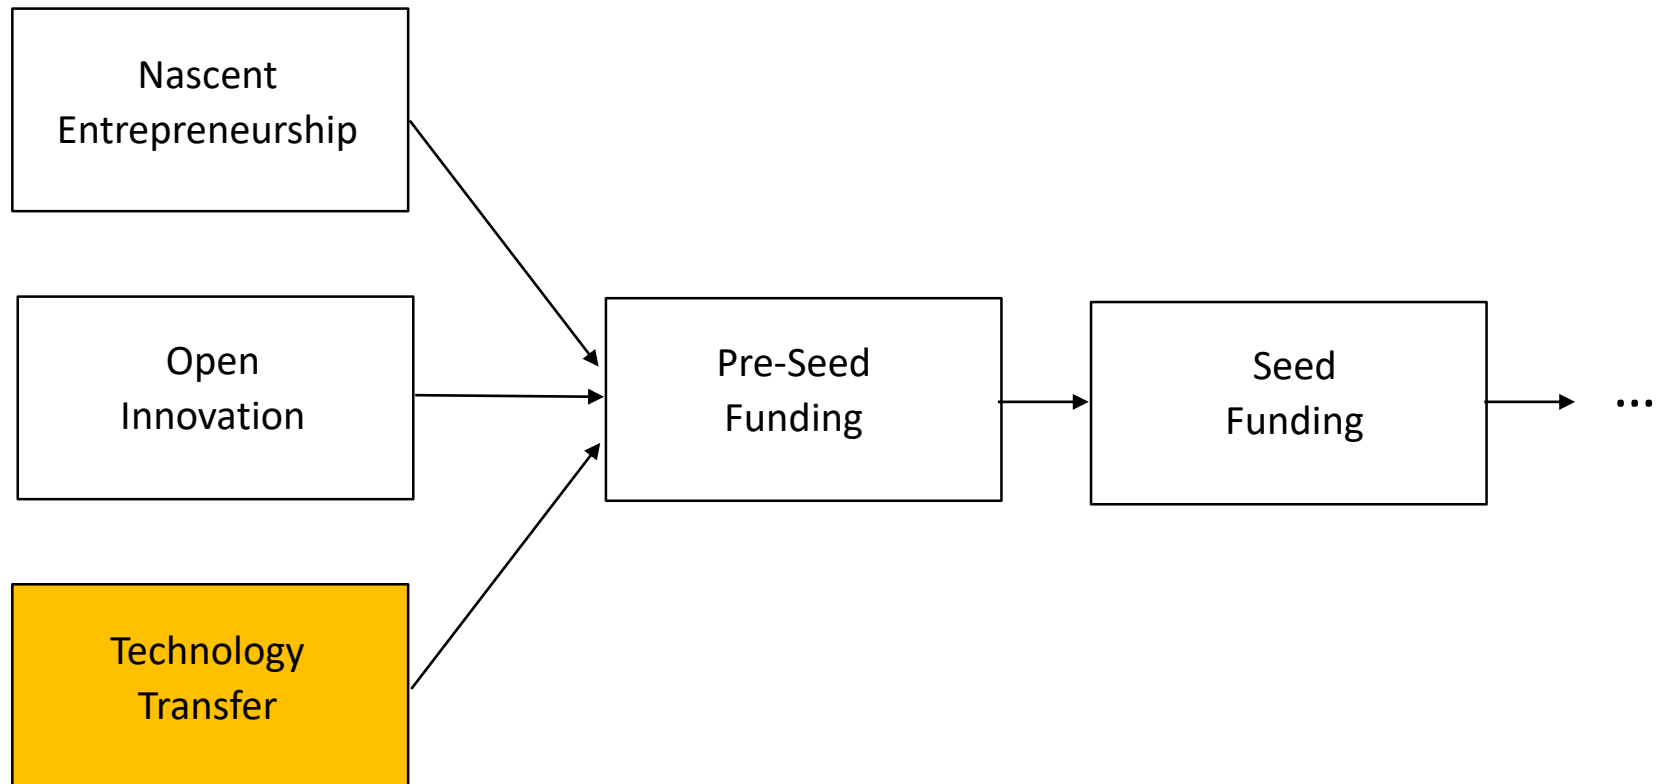 Nascent
Entrepreneurship
Open
Innovation
Technology
Transfer
Pre-Seed
Funding
Seed
Funding
...